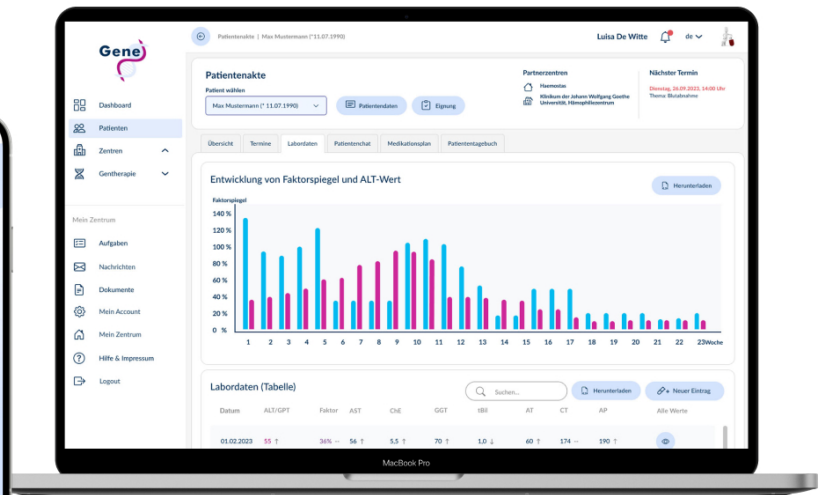 Gene
Patientenakte | Max Mustermann (*11.07.1990)
Luisa De Witte
de
Dashboard
Patienten
Zentren
Gentherapie
Mein Zentrum
Aufgaben
Nachrichten
Dokumente
Mein Account
Mein Zentrum
Hilfe & Impressum
Logout
Patientenakte
Patient wählen
Max Mustermann (* 11.07.1990)
Patientendaten
Eignung
Partnerzentren
Haemostas
Klinikum der Johann Wolfgang Goethe
Universität, Hämophiliezentrum
Nächster Termin
Dienstag, 26.09.2023, 14:00 Uhr
Thema: Blutabnahme
Übersicht
Termine
Labordaten
Patientenchat
Medikationsplan
Patiententagebuch
Entwicklung von Faktorspiegel und ALT-Wert
Herunterladen
Faktorspiegel
140 %
120 %
100 %
80 %
60 %
40 %
20 %
0 %
1 2 3 4 5 6 7 8 9 10 11 12 13 14 15 16 17 18 19 20 21 22 23 Woche
Labordaten (Tabelle)
Suchen...
Herunterladen
Neuer Eintrag
Datum ALT/GPT Faktor AST ChE GGT tBil AT CT AP Alle Werte
01.02.2023 55 ↑ 36% – 56 ↑ 5,5 ↑ 70 ↑ 1,0 ↓ 60 ↑ 174 – 190 ↑
MacBook Pro